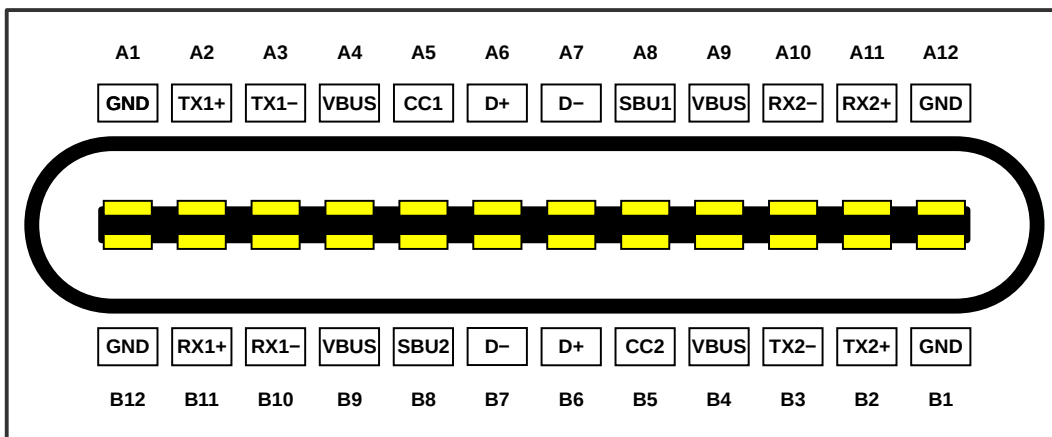 A1 A2 A3 A4 A5 A6 A7 A8 A9 A10 A11 A12
GND TX1+ TX1− VBUS CC1 D+ D− SBU1 VBUS RX2− RX2+ GND
GND RX1+ RX1− VBUS SBU2 D− D+ CC2 VBUS TX2− TX2+ GND
B12 B11 B10 B9 B8 B7 B6 B5 B4 B3 B2 B1